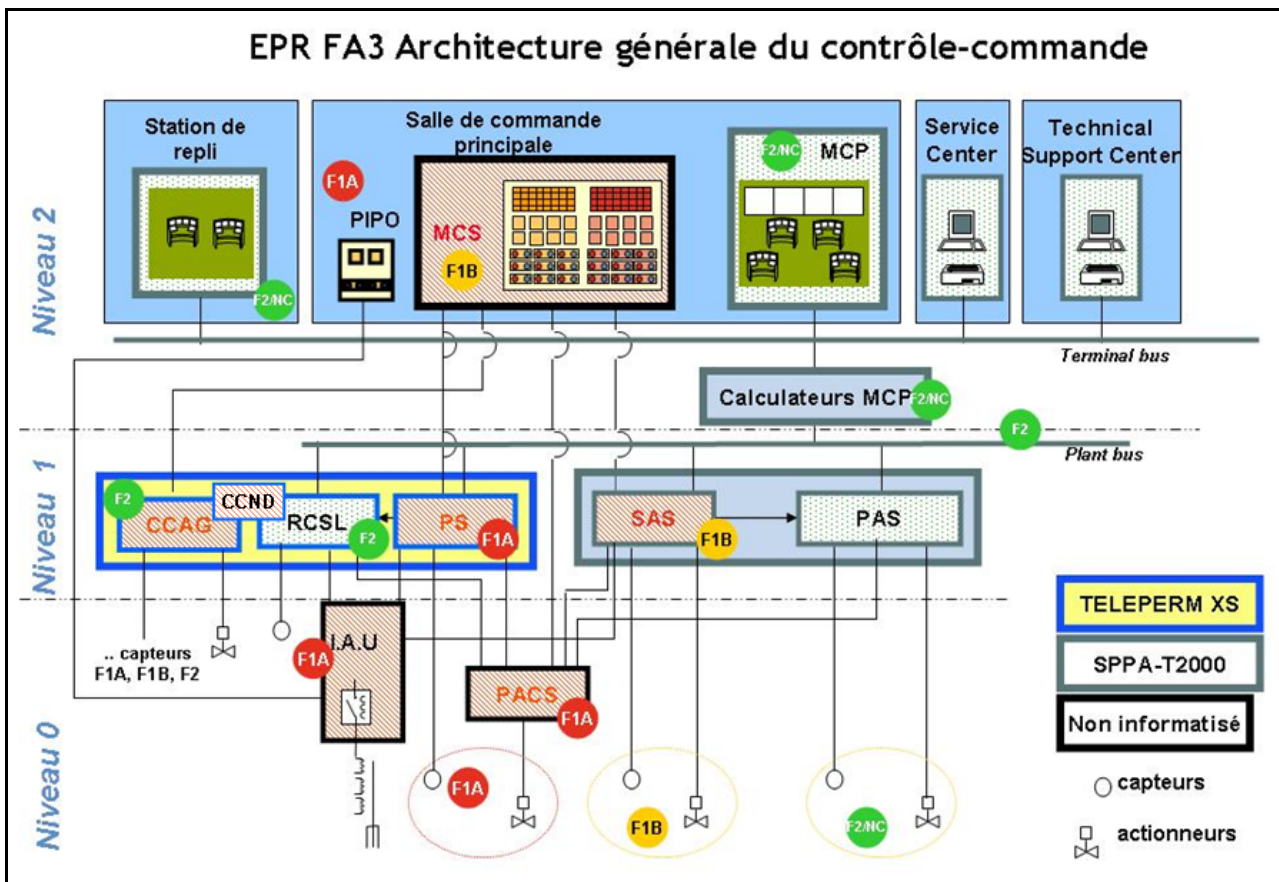 EPR FA3 Architecture générale du contrôle-commande
Niveau 2
Station de
repli
F2/NC
Salle de commande
principale
F1A
PIPO
MCS
F1B
F2/NC
MCP
Service
Center
Technical
Support Center
Terminal bus
Calculateurs MCP
F2/NC
F2
Plant bus
Niveau 1
F2
CCAG
CCND
RCSL
F2
PS
F1A
SAS
F1B
PAS
Niveau 0
.. capteurs
F1A, F1B, F2
I.A.U
F1A
PACS
F1A
F1A
F1B
F2/NC
TELEPERM XS
SPPA-T2000
Non informatisé
capteurs
actionneurs